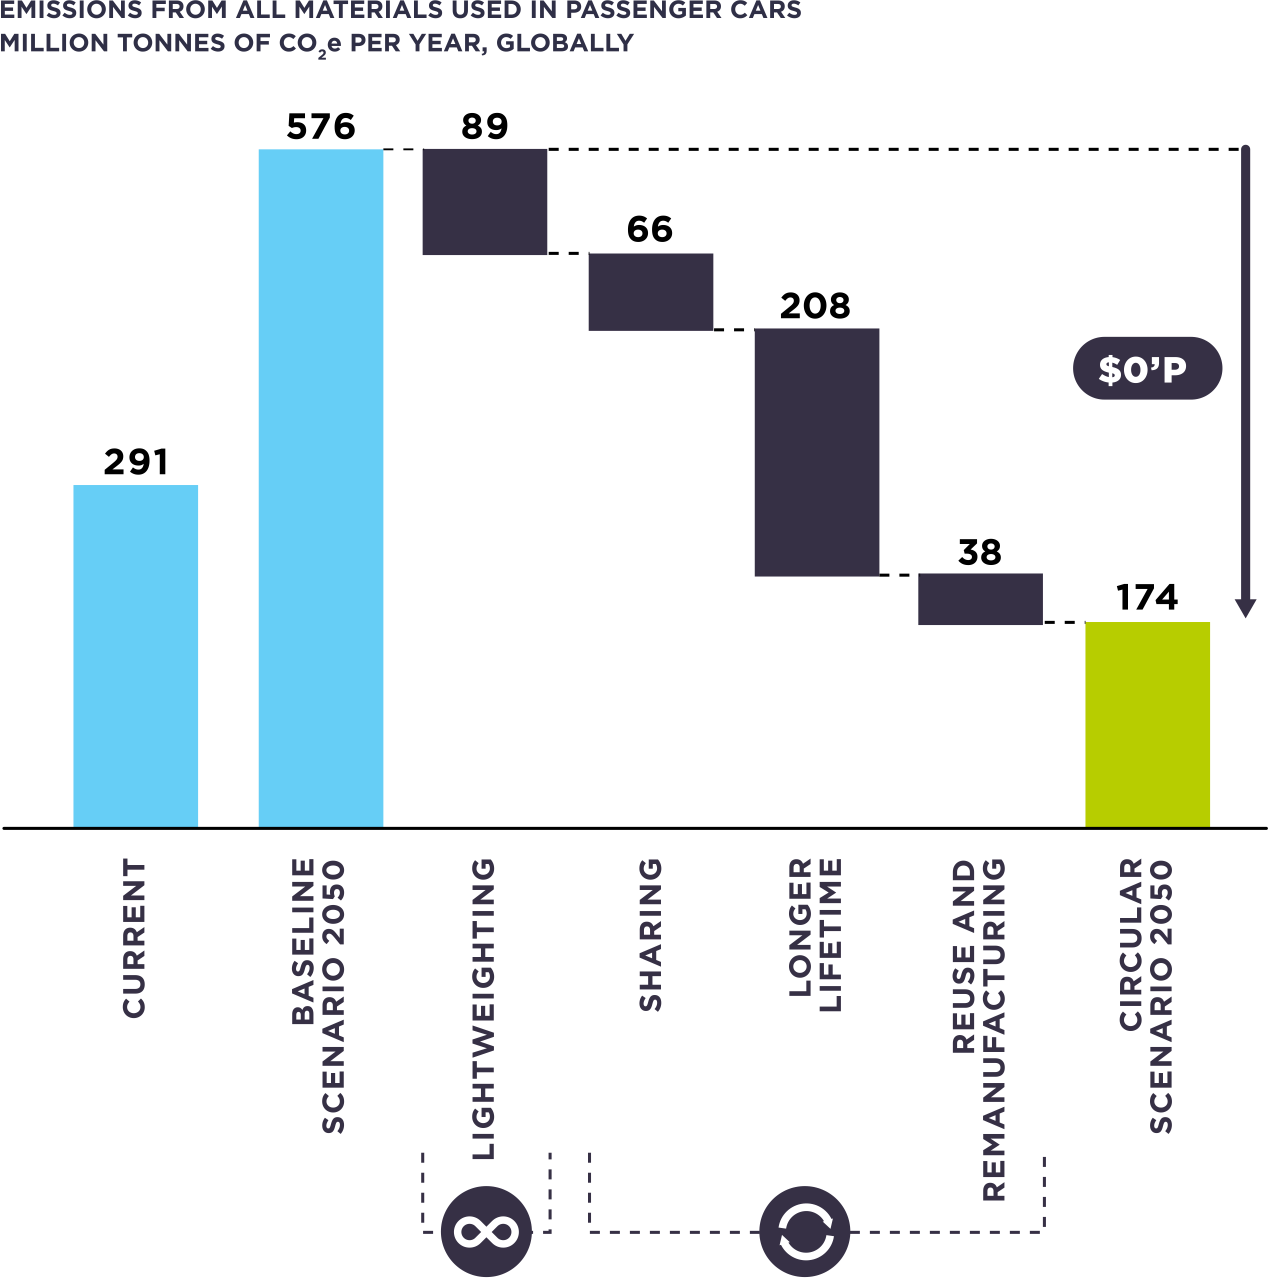 EMISSIONS FROM ALL MATERIALS USED IN PASSENGER CARS
MILLION TONNES OF CO₂e PER YEAR, GLOBALLY
576
89
66
208
$0’P
291
38
174
CURRENT
BASELINE
SCENARIO 2050
LIGHTWEIGHTING
SHARING
LONGER
LIFETIME
REUSE AND
REMANUFACTURING
CIRCULAR
SCENARIO 2050